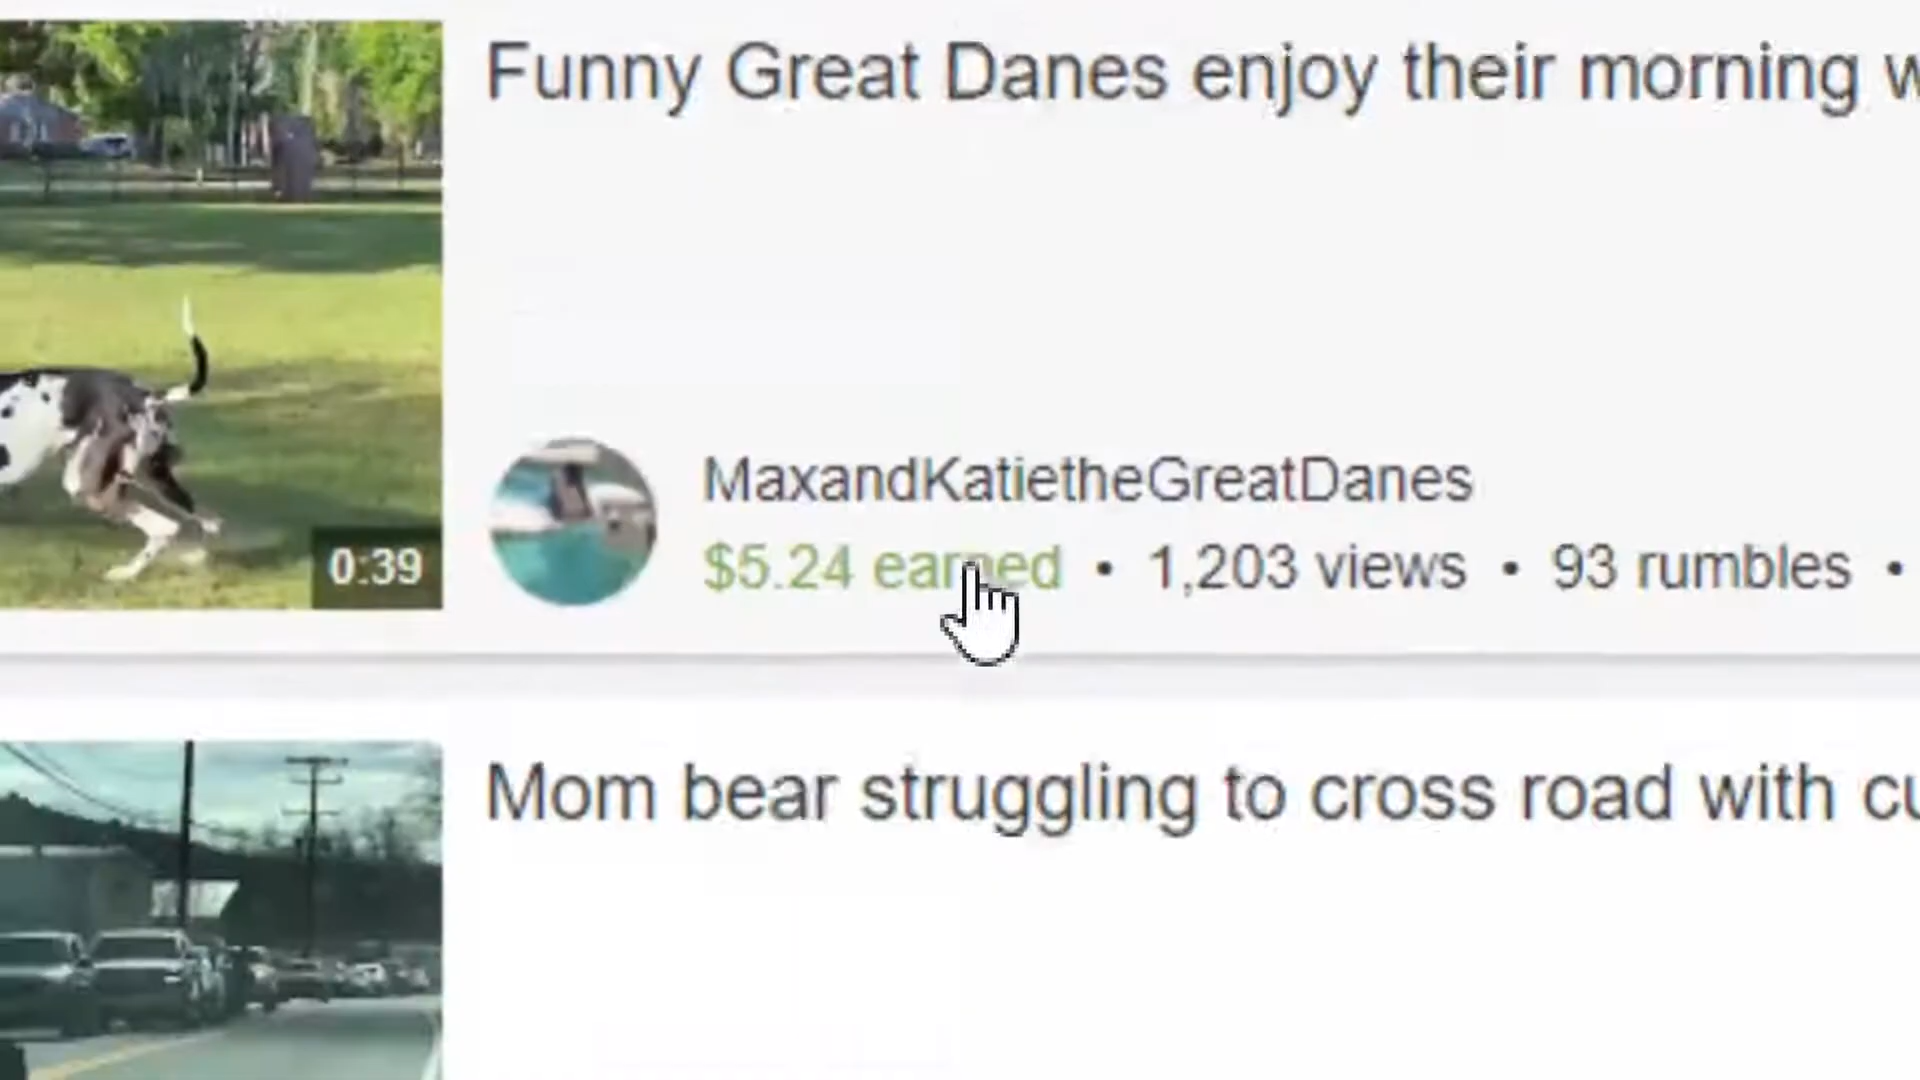 Funny Great Danes enjoy their morning
0:39
MaxandKatietheGreatDanes
$5.24 earned • 1,203 views • 93 rumbles •
Mom bear struggling to cross road with